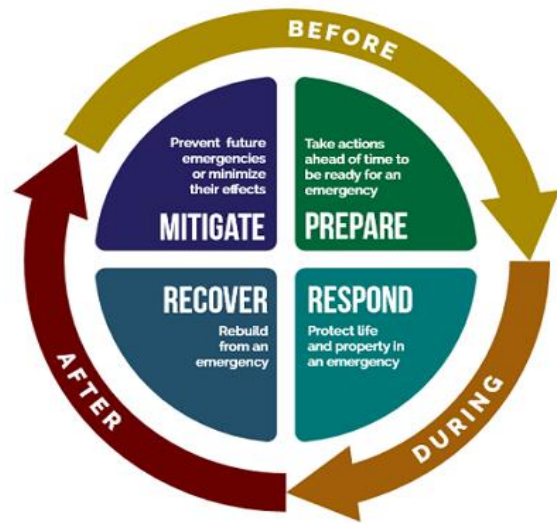 BEFORE
Prevent future
emergencies
or minimize
their effects
MITIGATE
Take actions
ahead of time to
be ready for an
emergency
PREPARE
RECOVER
Rebuild
from an
emergency
RESPOND
Protect life
and property in
an emergency
AFTER
DURING